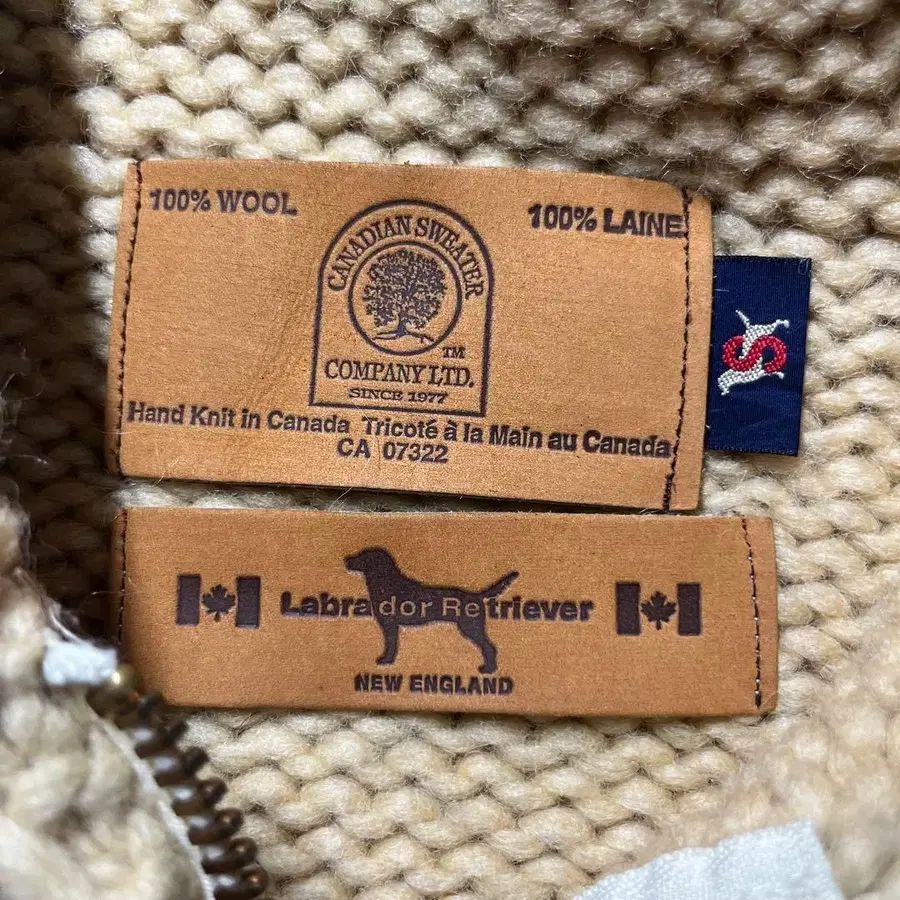 100% WOOL
100% LAINE
CANADIAN SWEATER
COMPANY LTD.™
SINCE 1977
Hand Knit in Canada Tricoté à la Main au Canada
CA 07322
S
Labrador Retriever
NEW ENGLAND